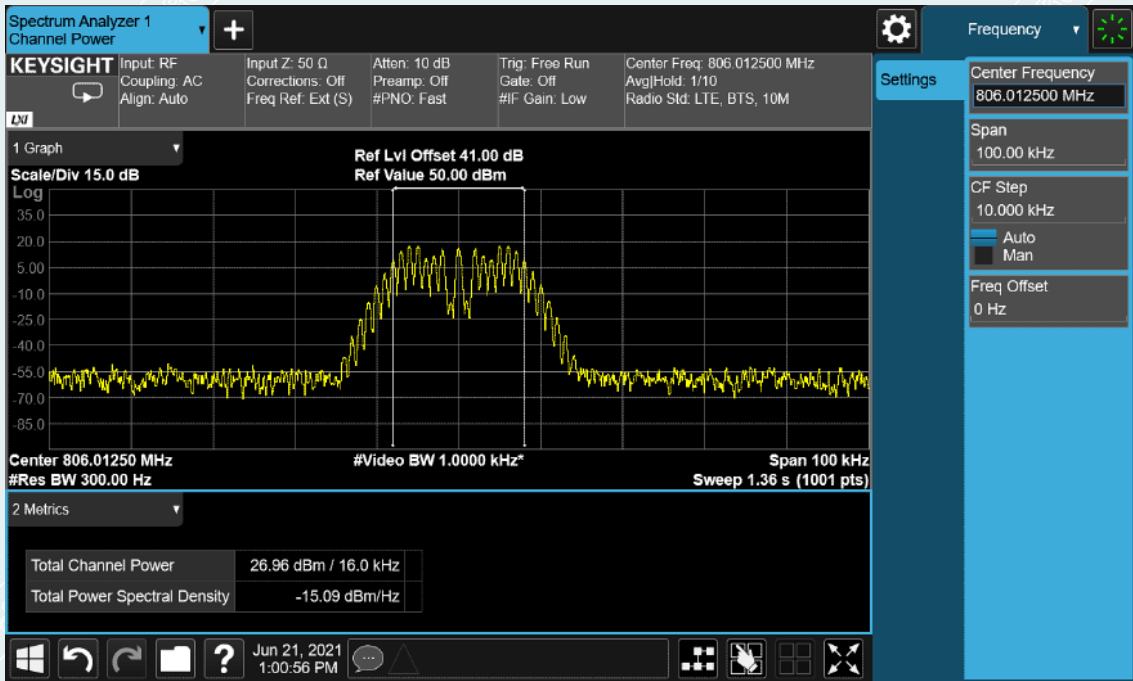 Spectrum Analyzer 1
Channel Power
+
Frequency
KEYSIGHT
LXI
Input: RF
Coupling: AC
Align: Auto
Input Z: 50 Ω
Corrections: Off
Freq Ref: Ext (S)
Atten: 10 dB
Preamp: Off
#PNO: Fast
Trig: Free Run
Gate: Off
#IF Gain: Low
Center Freq: 806.012500 MHz
Avg|Hold: 1/10
Radio Std: LTE, BTS, 10M
Settings
Center Frequency
806.012500 MHz
Span
100.00 kHz
CF Step
10.000 kHz
Auto
Man
Freq Offset
0 Hz
1 Graph
Scale/Div 15.0 dB
Ref Lvl Offset 41.00 dB
Ref Value 50.00 dBm
Log
35.0
20.0
5.00
-10.0
-25.0
-40.0
-55.0
-70.0
-85.0
Center 806.01250 MHz
#Video BW 1.0000 kHz*
Span 100 kHz
#Res BW 300.00 Hz
Sweep 1.36 s (1001 pts)
2 Metrics
Total Channel Power 26.96 dBm / 16.0 kHz
Total Power Spectral Density -15.09 dBm/Hz
?
Jun 21, 2021
1:00:56 PM